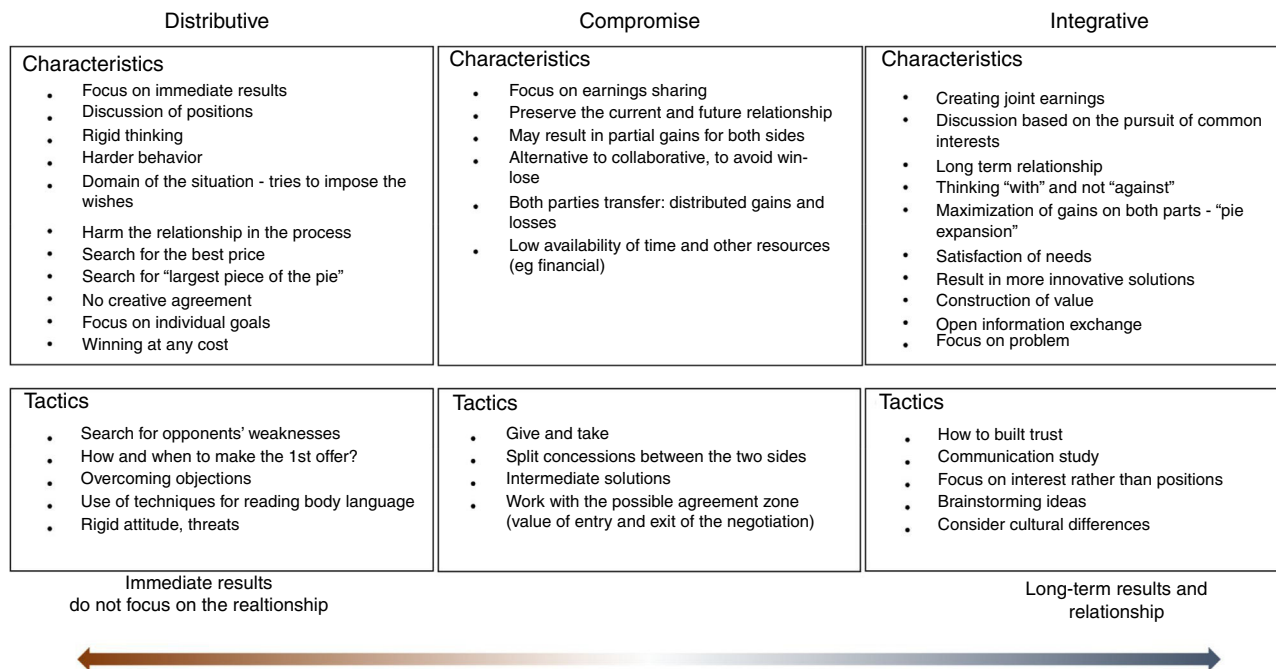 Distributive
Characteristics
• Focus on immediate results
• Discussion of positions
• Rigid thinking
• Harder behavior
• Domain of the situation - tries to impose the
wishes
• Harm the relationship in the process
• Search for the best price
• Search for “largest piece of the pie”
• No creative agreement
• Focus on individual goals
• Winning at any cost
Tactics
• Search for opponents’ weaknesses
• How and when to make the 1st offer?
• Overcoming objections
• Use of techniques for reading body language
• Rigid attitude, threats
Compromise
Characteristics
• Focus on earnings sharing
• Preserve the current and future relationship
• May result in partial gains for both sides
• Alternative to collaborative, to avoid win-
lose
• Both parties transfer: distributed gains and
losses
• Low availability of time and other resources
(eg financial)
Tactics
• Give and take
• Split concessions between the two sides
• Intermediate solutions
• Work with the possible agreement zone
(value of entry and exit of the negotiation)
Integrative
Characteristics
• Creating joint earnings
• Discussion based on the pursuit of common
interests
• Long term relationship
• Thinking “with” and not “against”
• Maximization of gains on both parts - “pie
expansion”
• Satisfaction of needs
• Result in more innovative solutions
• Construction of value
• Open information exchange
• Focus on problem
Tactics
• How to built trust
• Communication study
• Focus on interest rather than positions
• Brainstorming ideas
• Consider cultural differences
Immediate results
do not focus on the realtionship
Long-term results and
relationship